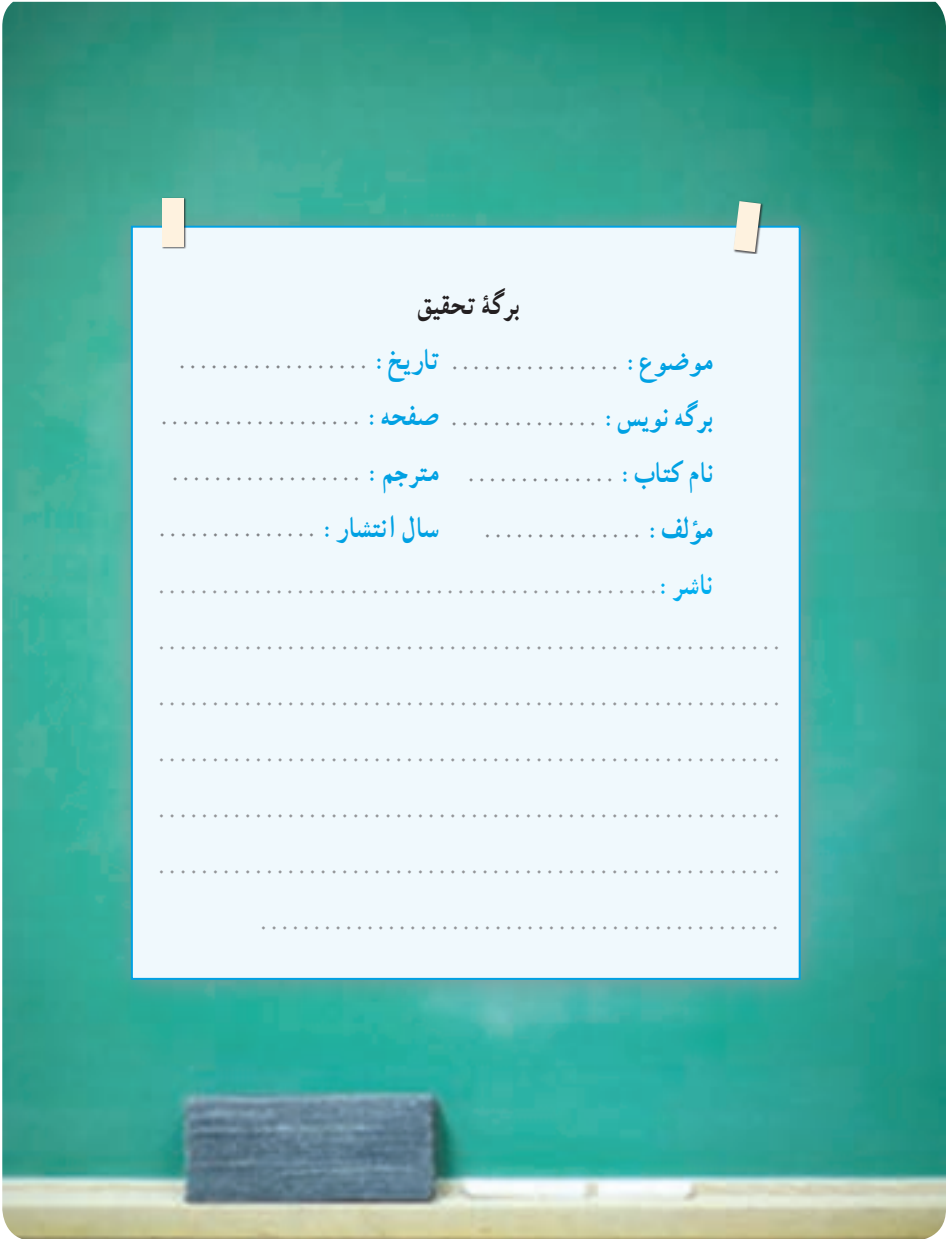 برگهٔ تحقیق
موضوع : ................ تاریخ : ..................
برگه نویس : .............. صفحه : ...................
نام کتاب : .............. مترجم : ..................
مؤلف : ............... سال انتشار : ...............
ناشر : ................................................
............................................................
............................................................
............................................................
............................................................
............................................................
..................................................